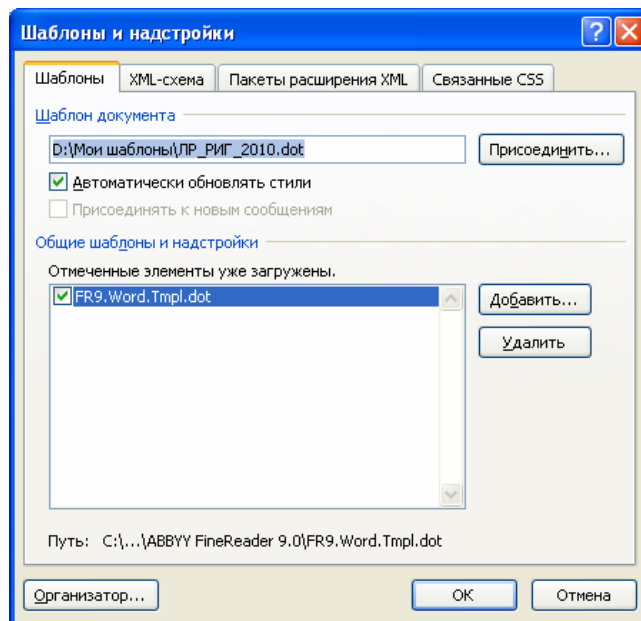 Шаблоны и надстройки
Шаблоны XML-схема Пакеты расширения XML Связанные CSS
Шаблон документа
D:\Мои шаблоны\ЛР_РИГ_2010.dot Присоединить...
Автоматически обновлять стили
Присоединять к новым сообщениям
Общие шаблоны и надстройки
Отмеченные элементы уже загружены.
FR9.Word.Tmpl.dot Добавить...
Удалить
Путь: C:\...\ABBYY FineReader 9.0\FR9.Word.Tmpl.dot
Организатор... ОК Отмена